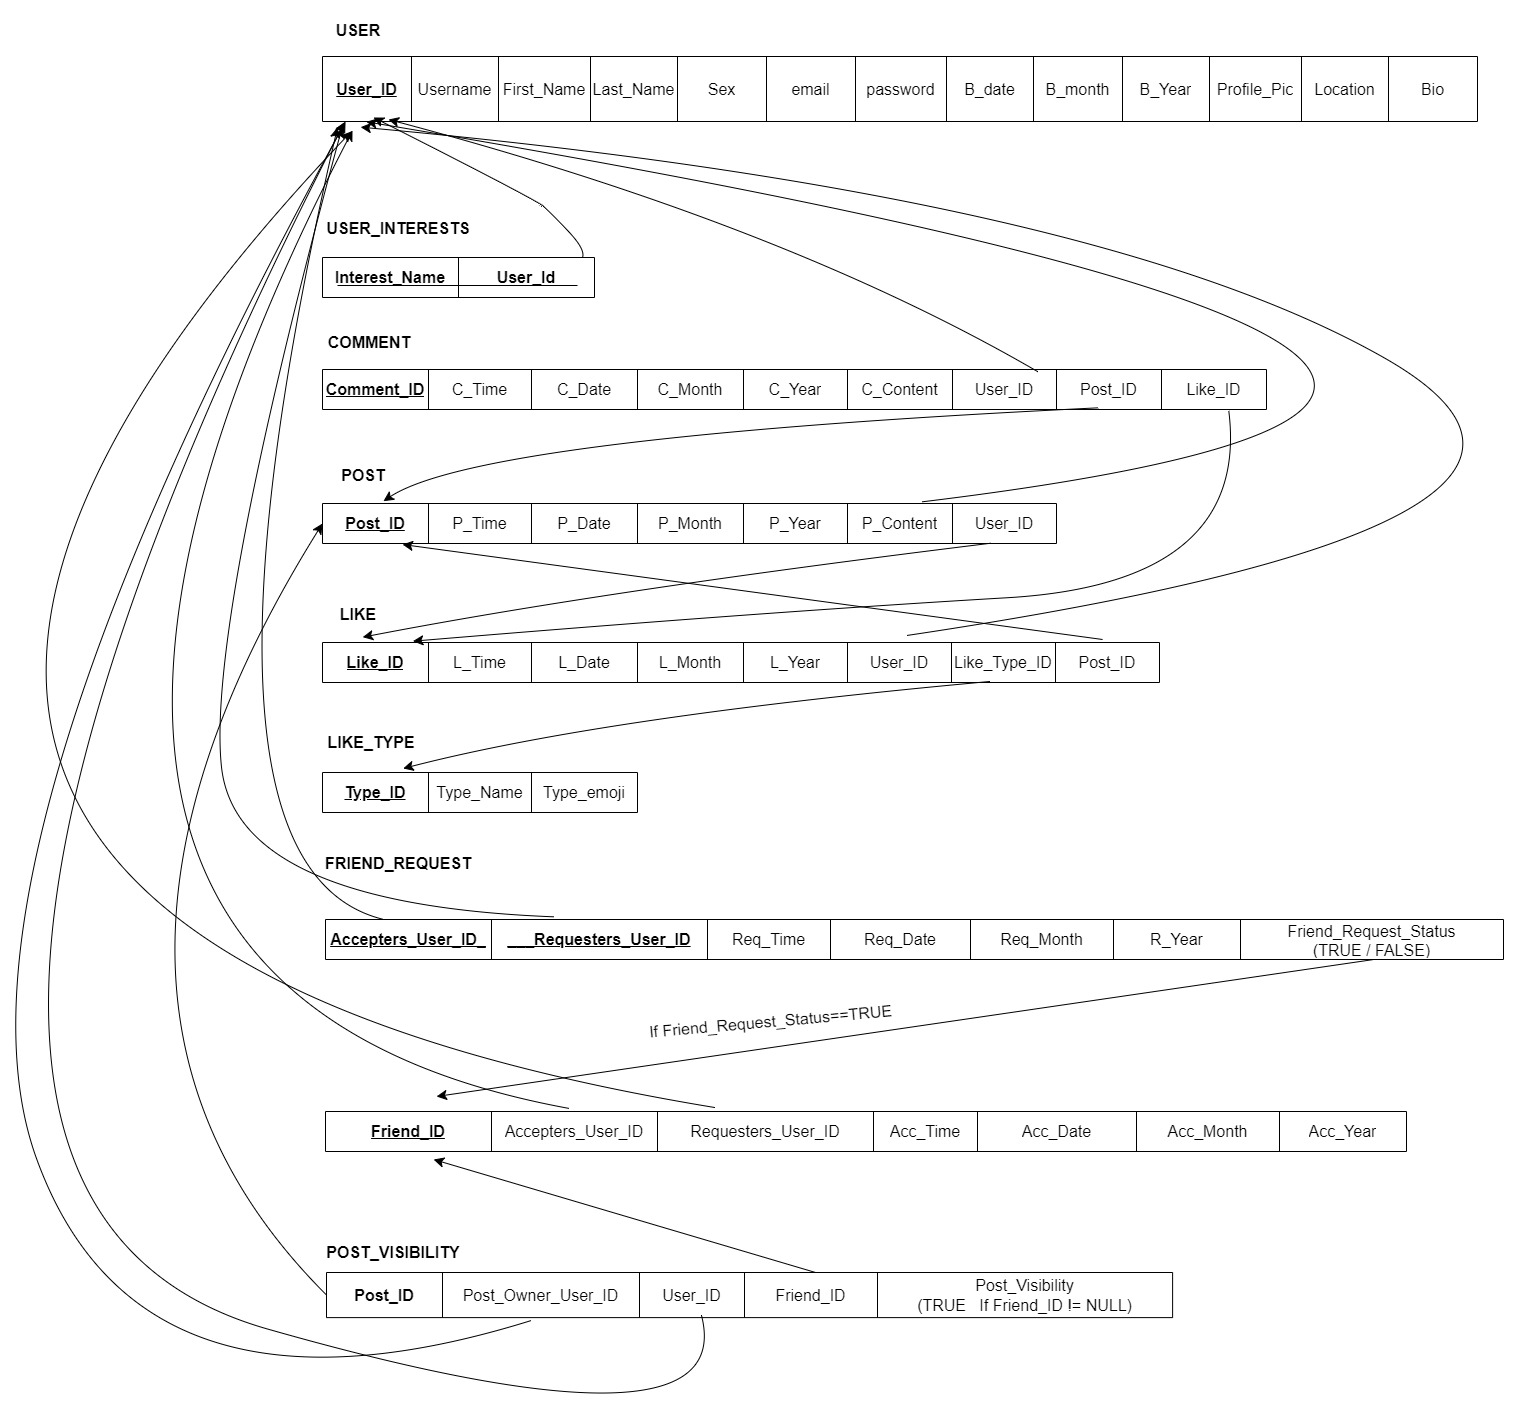 USER
User_ID Username First_Name Last_Name Sex email password B_date B_month B_Year Profile_Pic Location Bio
USER_INTERESTS
Interest_Name User_Id
COMMENT
Comment_ID C_Time C_Date C_Month C_Year C_Content User_ID Post_ID Like_ID
POST
Post_ID P_Time P_Date P_Month P_Year P_Content User_ID
LIKE
Like_ID L_Time L_Date L_Month L_Year User_ID Like_Type_ID Post_ID
LIKE_TYPE
Type_ID Type_Name Type_emoji
FRIEND_REQUEST
Accepters_User_ID_ ___Requesters_User_ID Req_Time Req_Date Req_Month R_Year Friend_Request_Status
(TRUE / FALSE)
If Friend_Request_Status==TRUE
Friend_ID Accepters_User_ID Requesters_User_ID Acc_Time Acc_Date Acc_Month Acc_Year
POST_VISIBILITY
Post_ID Post_Owner_User_ID User_ID Friend_ID Post_Visibility
(TRUE If Friend_ID != NULL)